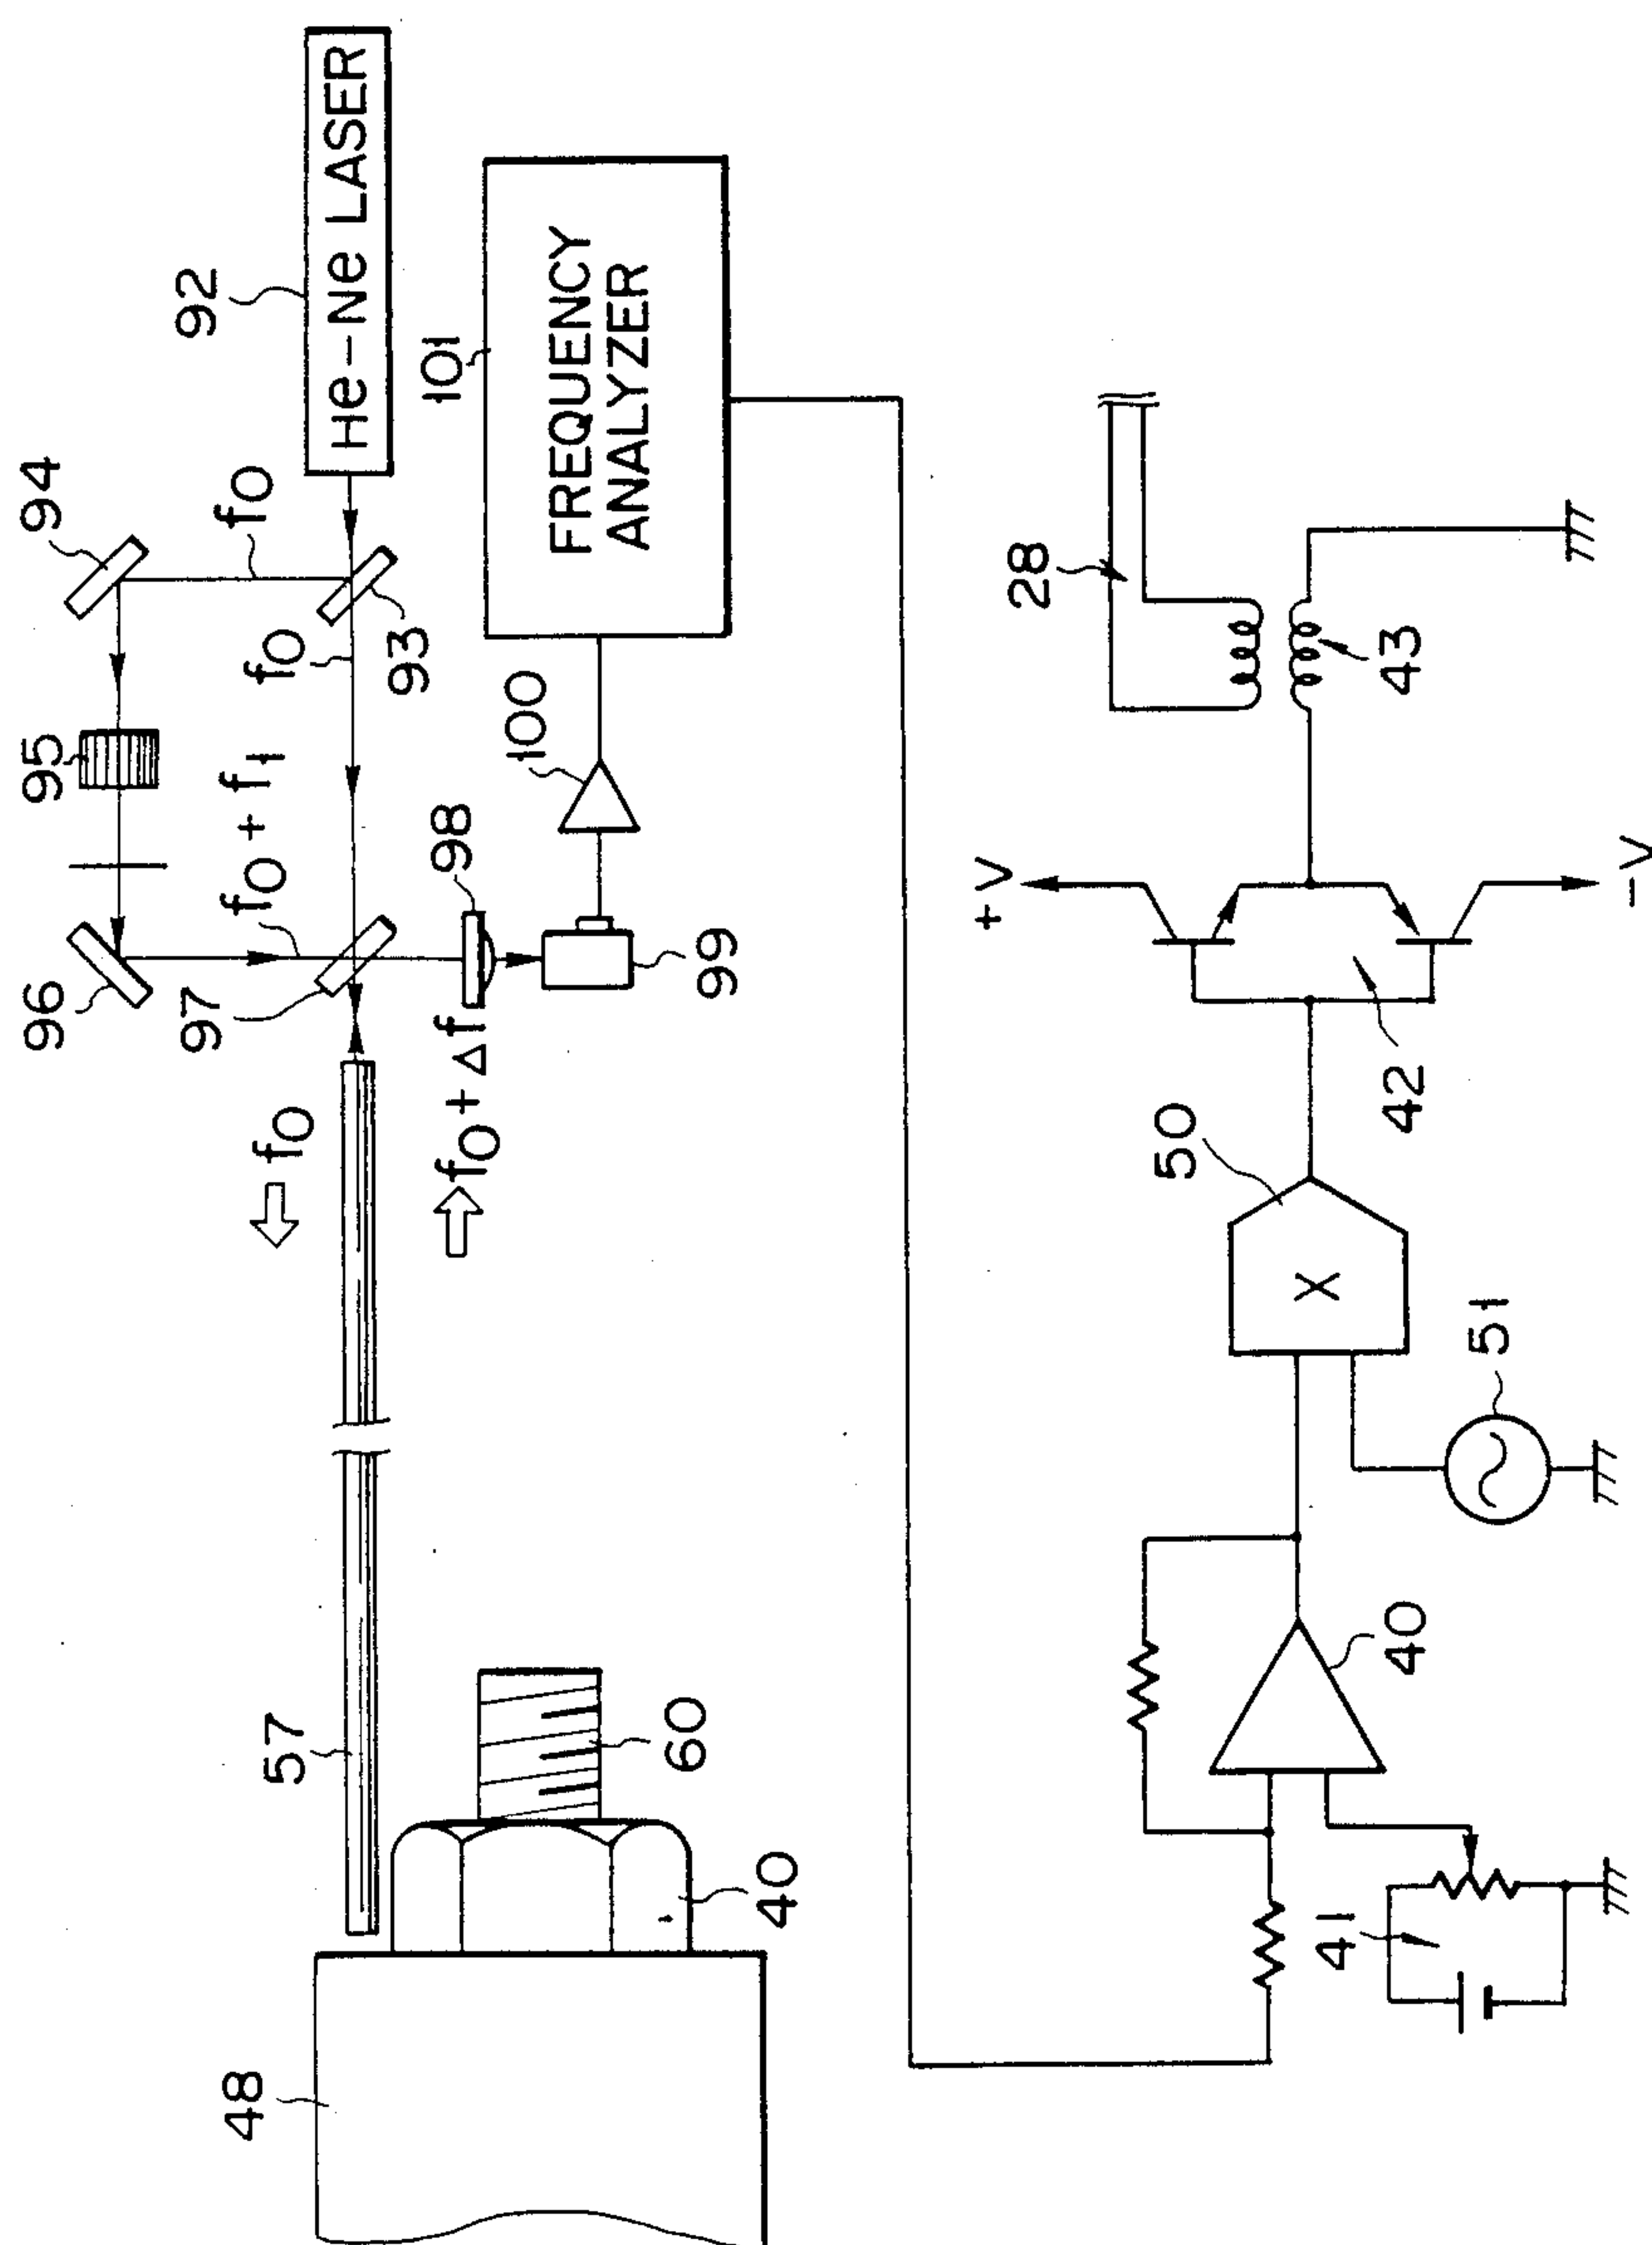 92
He-Ne LASER
94
f0
f0
93
95
f0 + f1
96
97
98
99
100
101
FREQUENCY
ANALYZER
f0
f0 + Δf
57
48
40
60
28
43
+V
-V
42
50
X
51
40
41